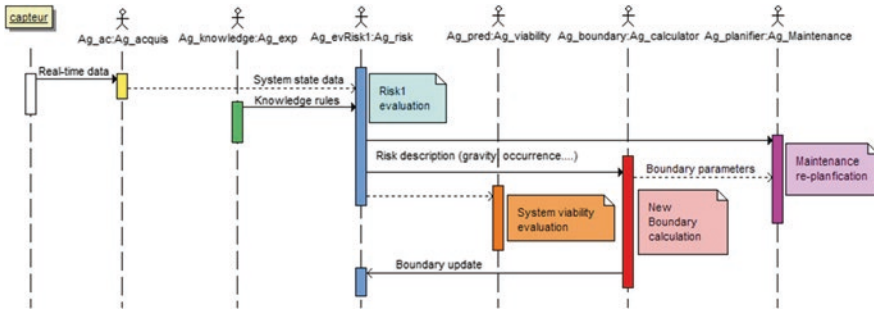 capteur
Ag_ac:Ag_acquis
Ag_knowledge:Ag_exp
Ag_evRisk1:Ag_risk
Ag_pred:Ag_viability
Ag_boundary:Ag_calculator
Ag_planifier:Ag_Maintenance
Real-time data
System state data
Risk1
evaluation
Knowledge rules
Risk description (gravity, occurrence....)
Boundary parameters
Maintenance
re-planfication
System viability
evaluation
New
Boundary
calculation
Boundary update